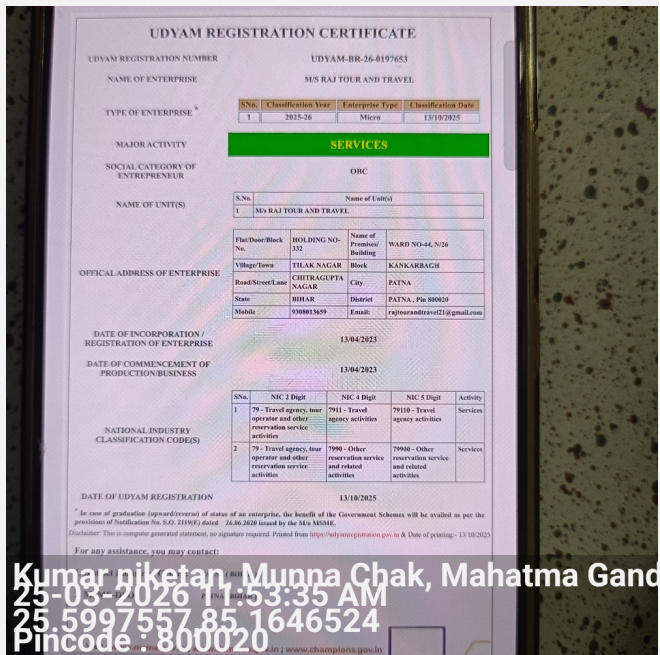 UDYAM REGISTRATION CERTIFICATE
UDYAM REGISTRATION NUMBER UDYAM-BR-26-0197653
NAME OF ENTERPRISE M/S RAJ TOUR AND TRAVEL
TYPE OF ENTERPRISE *
SNo. Classification Year Enterprise Type Classification Date
1 2025-26 Micro 13/10/2025
MAJOR ACTIVITY SERVICES
SOCIAL CATEGORY OF ENTREPRENEUR OBC
NAME OF UNIT(S)
S.No. Name of Unit(s)
1 M/s RAJ TOUR AND TRAVEL
OFFICAL ADDRESS OF ENTERPRISE
Flat/Door/Block No. HOLDING NO-332 Name of Premises/ Building WARD NO-44, N/26
Village/Town TILAK NAGAR Block KANKARBAGH
Road/Street/Lane CHITRAGUPTA NAGAR City PATNA
State BIHAR District PATNA , Pin 800020
Mobile 9308013659 Email: rajtourandtravel21@gmail.com
DATE OF INCORPORATION / REGISTRATION OF ENTERPRISE 13/04/2023
DATE OF COMMENCEMENT OF PRODUCTION/BUSINESS 13/04/2023
NATIONAL INDUSTRY CLASSIFICATION CODE(S)
SNo. NIC 2 Digit NIC 4 Digit NIC 5 Digit Activity
1 79 - Travel agency, tour operator and other reservation service activities 7911 - Travel agency activities 79110 - Travel agency activities Services
2 79 - Travel agency, tour operator and other reservation service activities 7990 - Other reservation service and related activities 79900 - Other reservation service and related activities Services
DATE OF UDYAM REGISTRATION 13/10/2025
* In case of graduation (upward/reverse) of status of an enterprise, the benefit of the Government Schemes will be availed as per the
provisions of Notification No. S.O. 2119(E) dated 26.06.2020 issued by the M/o MSME.
Disclaimer: This is computer generated statement, no signature required. Printed from https://udyamregistration.gov.in & Date of printing:- 13/10/2025
For any assistance, you may contact:
Kumar niketan, Munna Chak, Mahatma Gand
25-03-2026 11:53:35 AM
25.5997557,85.1646524
Pincode : 800020
| www.champions.gov.in